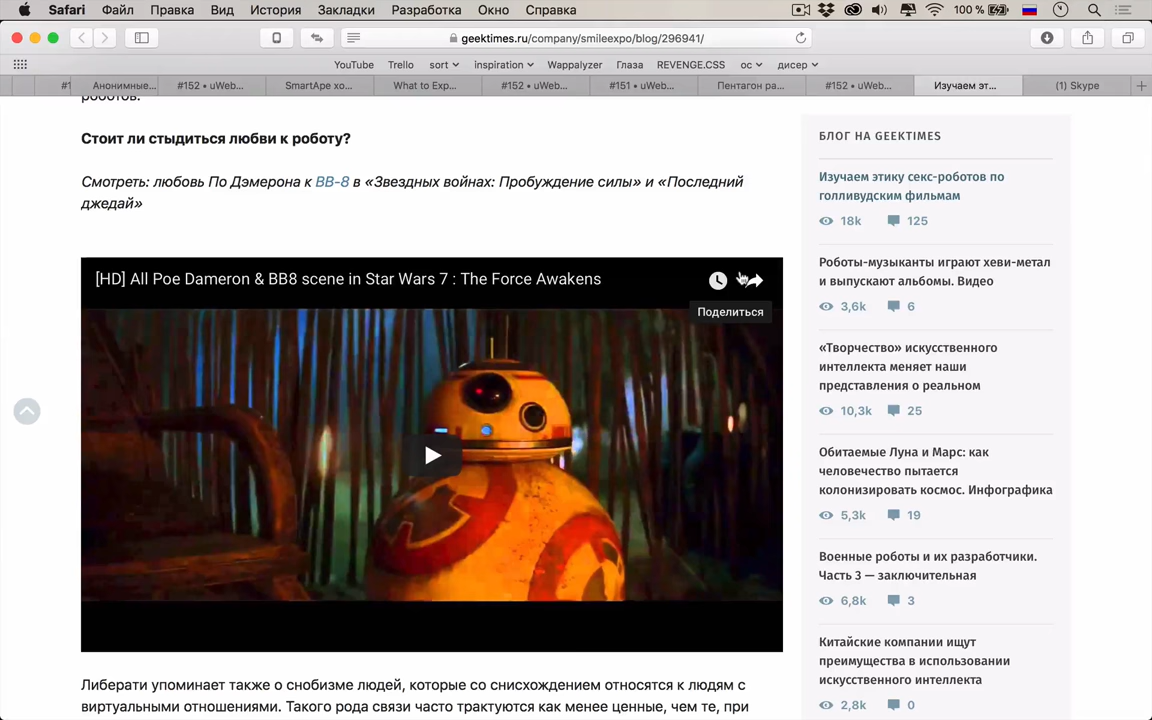 Safari Файл Правка Вид История Закладки Разработка Окно Справка 100 %
geektimes.ru/company/smileexpo/blog/296941/
YouTube Trello sort inspiration Wappalyzer Глаза REVENGE.CSS ос дисер
#1 Анонимные... #152 • uWeb... SmartApe хо... What to Exp... #152 • uWeb... #151 • uWeb... Пентагон ра... #152 • uWeb... Изучаем эт... (1) Skype
роботов.
Стоит ли стыдиться любви к роботу?
Смотреть: любовь По Дэмерона к BB-8 в «Звездных войнах: Пробуждение силы» и «Последний
джедай»
[HD] All Poe Dameron & BB8 scene in Star Wars 7 : The Force Awakens
Поделиться
Либерати упоминает также о снобизме людей, которые со снисхождением относятся к людям с
виртуальными отношениями. Такого рода связи часто трактуются как менее ценные, чем те, при
БЛОГ НА GEEKTIMES
Изучаем этику секс-роботов по
голливудским фильмам
18k 125
Роботы-музыканты играют хеви-метал
и выпускают альбомы. Видео
3,6k 6
«Творчество» искусственного
интеллекта меняет наши
представления о реальном
10,3k 25
Обитаемые Луна и Марс: как
человечество пытается
колонизировать космос. Инфографика
5,3k 19
Военные роботы и их разработчики.
Часть 3 — заключительная
6,8k 3
Китайские компании ищут
преимущества в использовании
искусственного интеллекта
2,8k 0